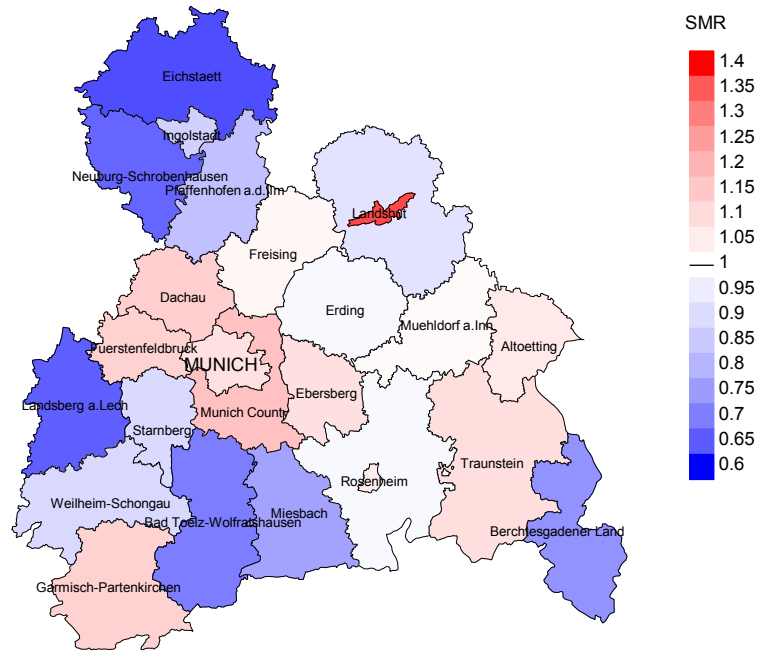 SMR
1.4
1.35
1.3
1.25
1.2
1.15
1.1
1.05
1
0.95
0.9
0.85
0.8
0.75
0.7
0.65
0.6
Eichstaett
Ingolstadt
Neuburg-Schrobenhausen
Pfaffenhofen a.d.Ilm
Landshut
Freising
Dachau
Erding
Muehldorf a.Inn
Altoetting
Fuerstenfeldbruck
MUNICH
Ebersberg
Landsberg a.Lech
Munich County
Starnberg
Traunstein
Rosenheim
Weilheim-Schongau
Bad Toelz-Wolfratshausen
Miesbach
Berchtesgadener Land
Garmisch-Partenkirchen